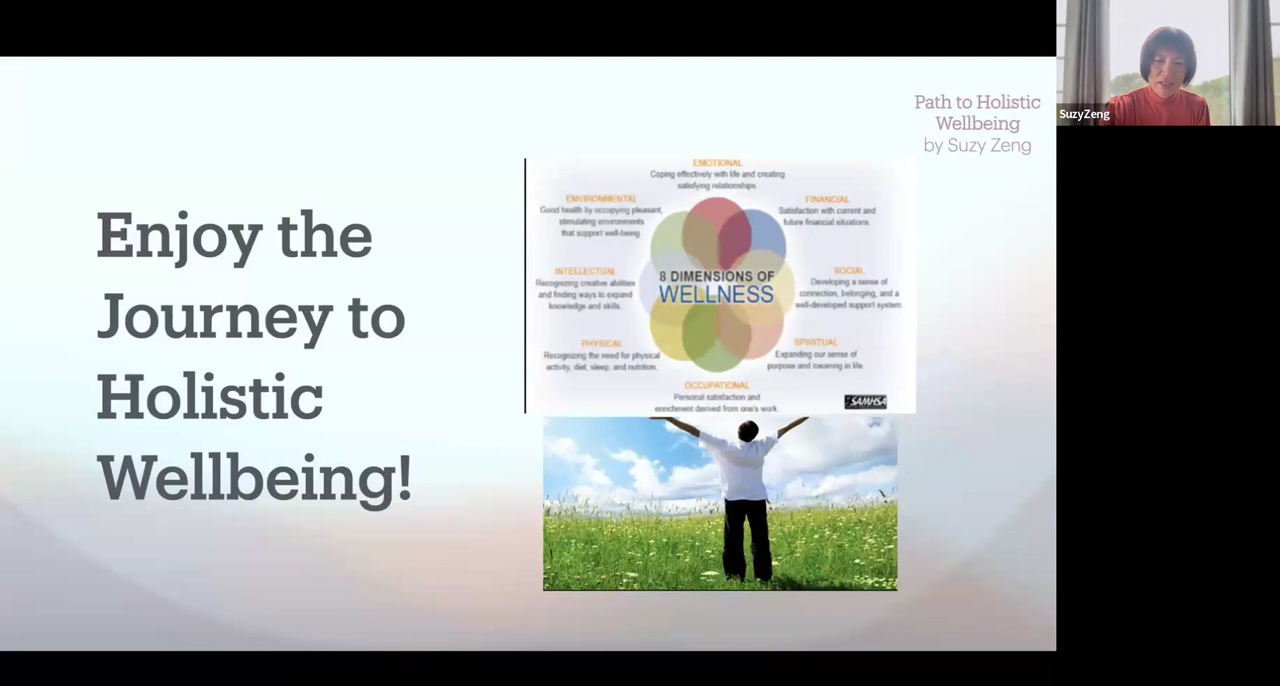 Enjoy the
Journey to
Holistic
Wellbeing!
EMOTIONAL
Coping effectively with life and creating
satisfying relationships.
ENVIRONMENTAL
Good health by occupying pleasant,
stimulating environments
that support well-being.
FINANCIAL
Satisfaction with current and
future financial situations.
INTELLECTUAL
Recognizing creative abilities
and finding ways to expand
knowledge and skills.
8 DIMENSIONS OF
WELLNESS
SOCIAL
Developing a sense of
connection, belonging, and a
well-developed support system.
PHYSICAL
Recognizing the need for physical
activity, diet, sleep, and nutrition.
SPIRITUAL
Expanding our sense of
purpose and meaning in life
OCCUPATIONAL
Personal satisfaction and
enrichment derived from one's work.
SAMHSA
Path to Holistic
Wellbeing
by Suzy Zeng
SuzyZeng